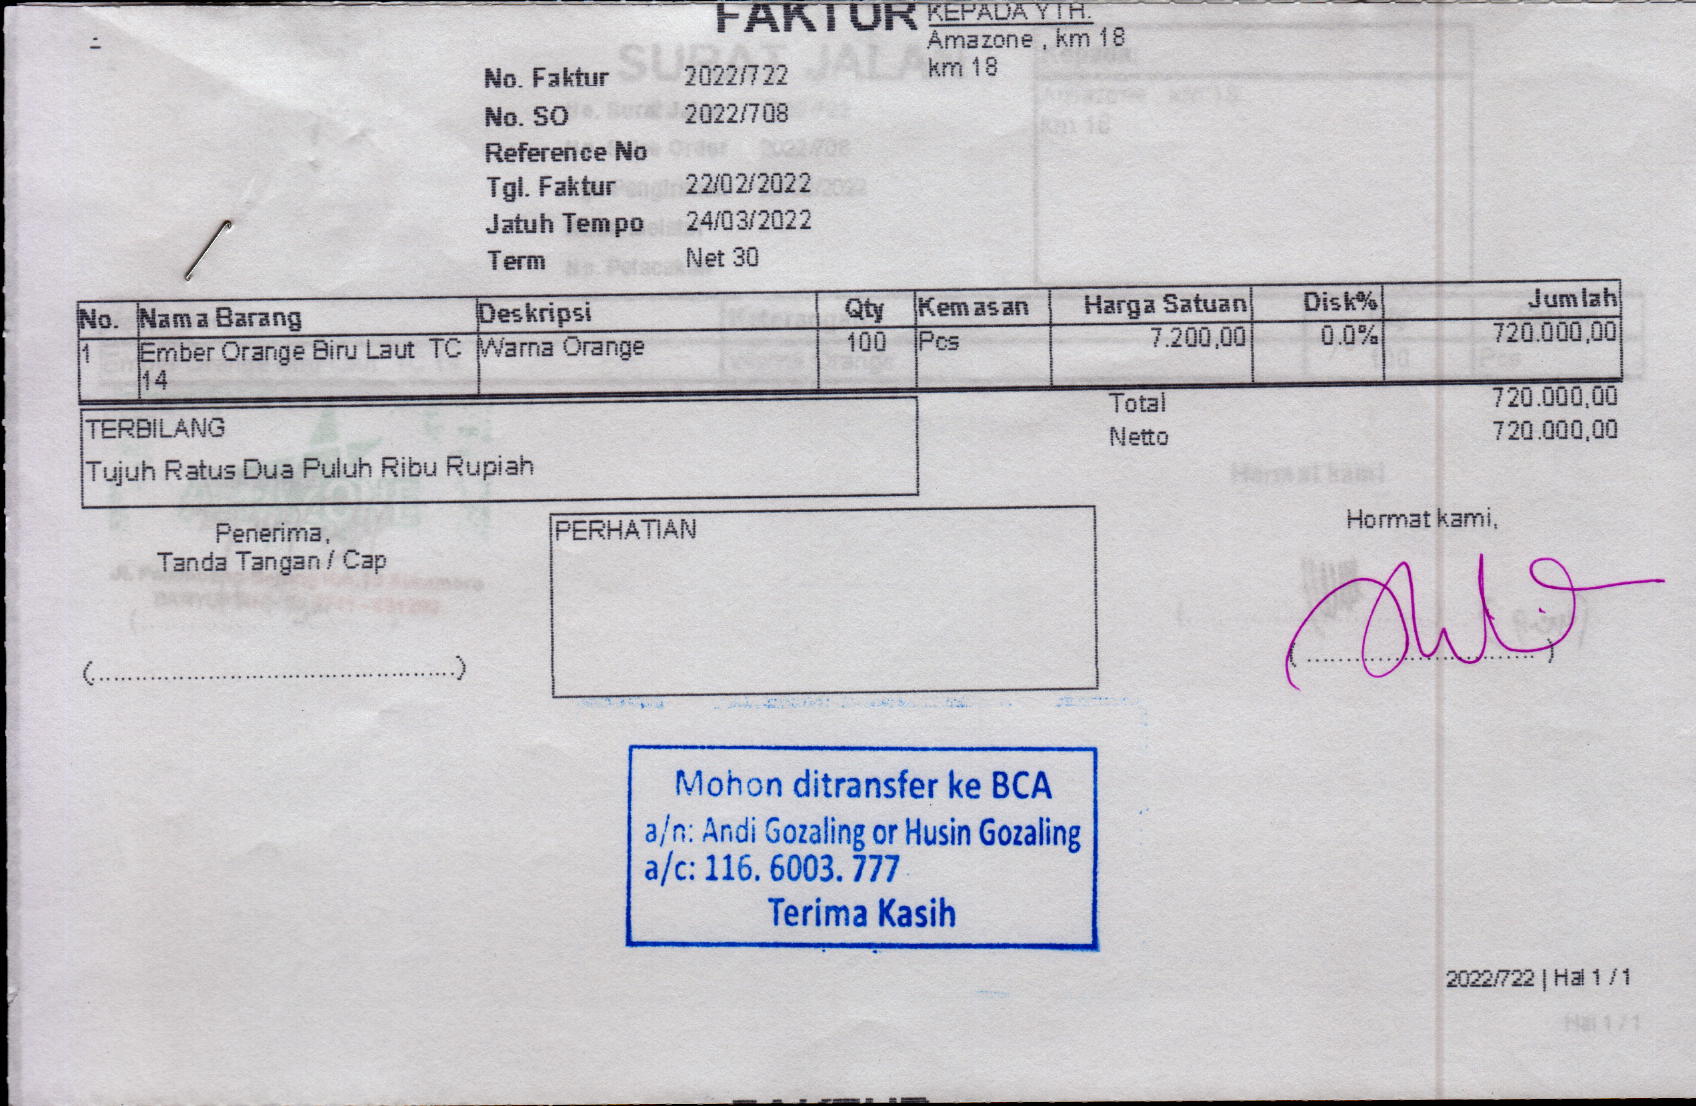 FAKTUR
KEPADA YTH.
Amazone , km 18
km 18
No. Faktur 2022/722
No. SO 2022/708
Reference No
Tgl. Faktur 22/02/2022
Jatuh Tempo 24/03/2022
Term Net 30
No. Nama Barang Deskripsi Qty Kemasan Harga Satuan Disk% Jumlah
1 Ember Orange Biru Laut TC Warna Orange 100 Pcs 7.200,00 0.0% 720.000,00
14
Total 720.000,00
Netto 720.000,00
TERBILANG
Tujuh Ratus Dua Puluh Ribu Rupiah
Penerima,
Tanda Tangan / Cap
(................................................)
PERHATIAN
Hormat kami,
(................................)
Mohon ditransfer ke BCA
a/n: Andi Gozaling or Husin Gozaling
a/c: 116. 6003. 777
Terima Kasih
2022/722 | Hal 1 / 1
Hal 1 / 1